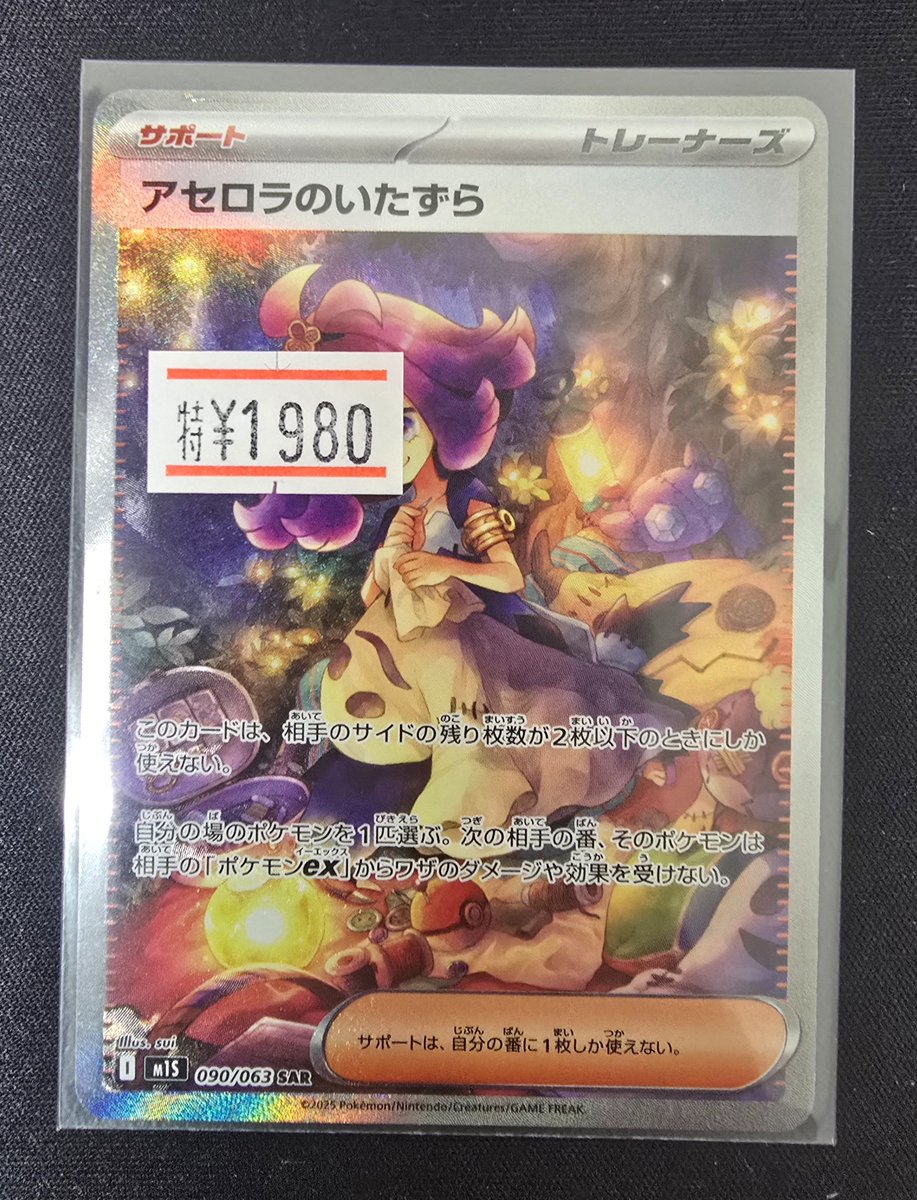 サポート
トレーナーズ
アセロラのいたずら
特¥1980
このカードは、相手のサイドの残り枚数が2枚以下のときにしか
使えない。
自分の場のポケモンを1匹選ぶ。次の相手の番、そのポケモンは
相手の「ポケモンex」からワザのダメージや効果を受けない。
サポートは、自分の番に1枚しか使えない。
Illus. sui
I m1S 090/063 SAR
©2025 Pokémon/Nintendo/Creatures/GAME FREAK.